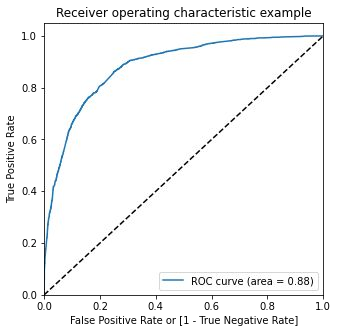 Receiver operating characteristic example
1.0
0.8
0.6
0.4
0.2
0.0
True Positive Rate
ROC curve (area = 0.88)
0.0 0.2 0.4 0.6 0.8 1.0
False Positive Rate or [1 - True Negative Rate]